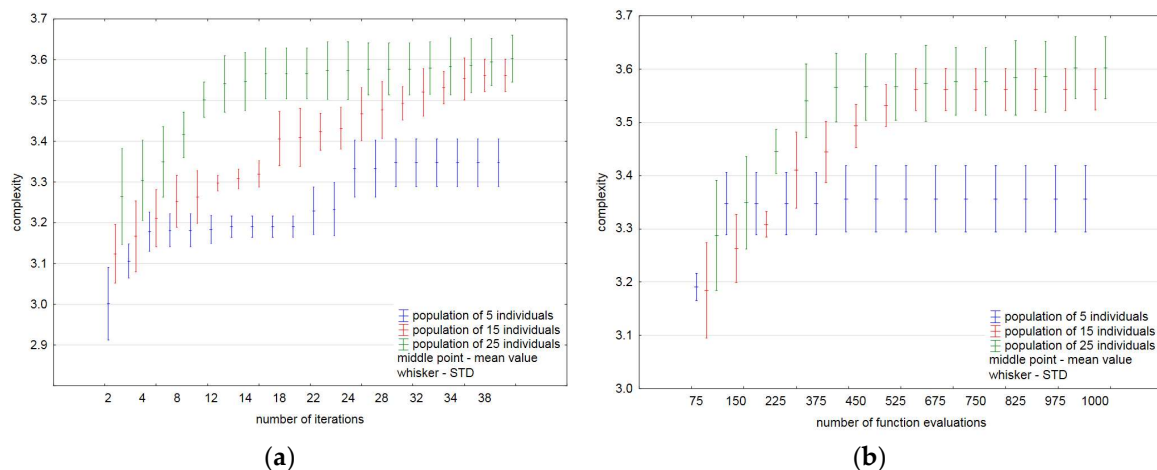 3.7
3.6
3.5
3.4
3.3
3.2
3.1
3.0
2.9
complexity
population of 5 individuals
population of 15 individuals
population of 25 individuals
middle point - mean value
whisker - STD
2 4 4 8 12 14 18 22 24 28 32 34 38
number of iterations
(a)
3.7
3.6
3.5
3.4
3.3
3.2
3.1
3.0
complexity
population of 5 individuals
population of 15 individuals
population of 25 individuals
middle point - mean value
whisker - STD
75 150 225 375 450 525 675 750 825 975 1000
number of function evaluations
(b)